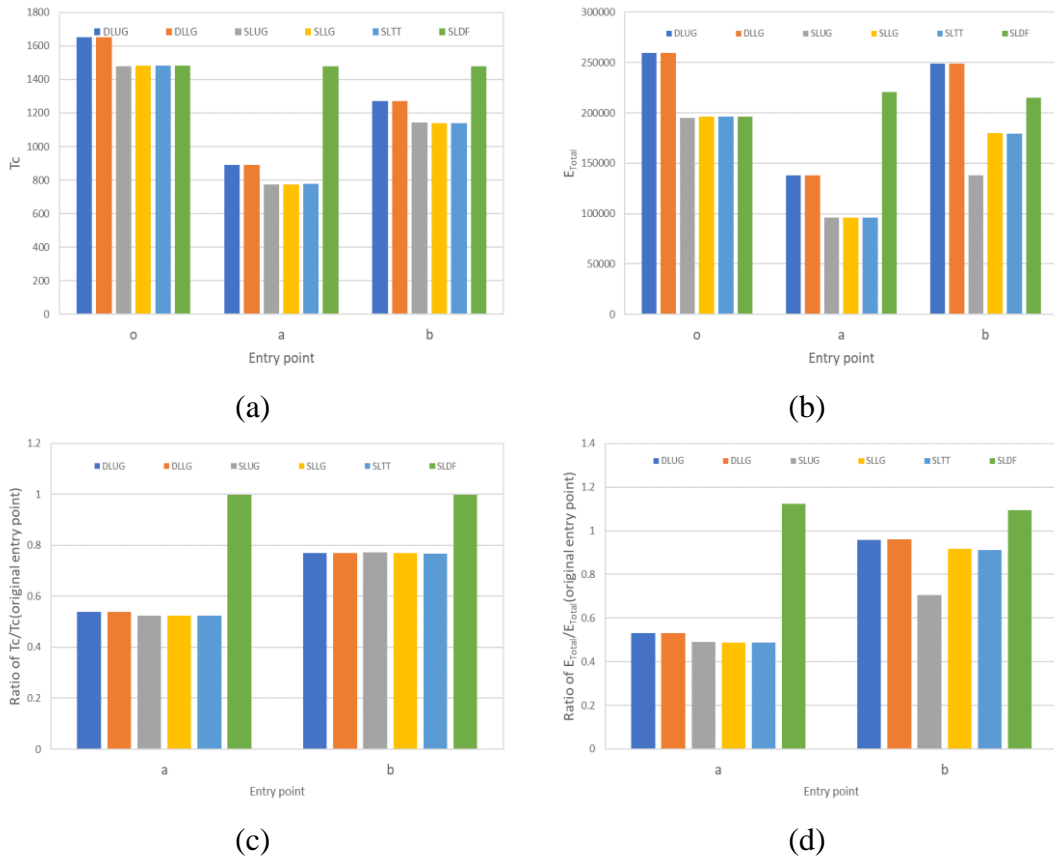 1800
1600
1400
1200
1000
800
600
400
200
0
Tc
DLUG DLLG SLUG SLLG SLTT SLDF
o a b
Entry point
(a)
300000
250000
200000
150000
100000
50000
0
E_Total
DLUG DLLG SLUG SLLG SLTT SLDF
o a b
Entry point
(b)
1.2
1
0.8
0.6
0.4
0.2
0
Ratio of Tc/Tc(original entry point)
DLUG DLLG SLUG SLLG SLTT SLDF
a b
Entry point
(c)
1.4
1.2
1
0.8
0.6
0.4
0.2
0
Ratio of E_Total/E_Total(original entry point)
DLUG DLLG SLUG SLLG SLTT SLDF
a b
Entry point
(d)